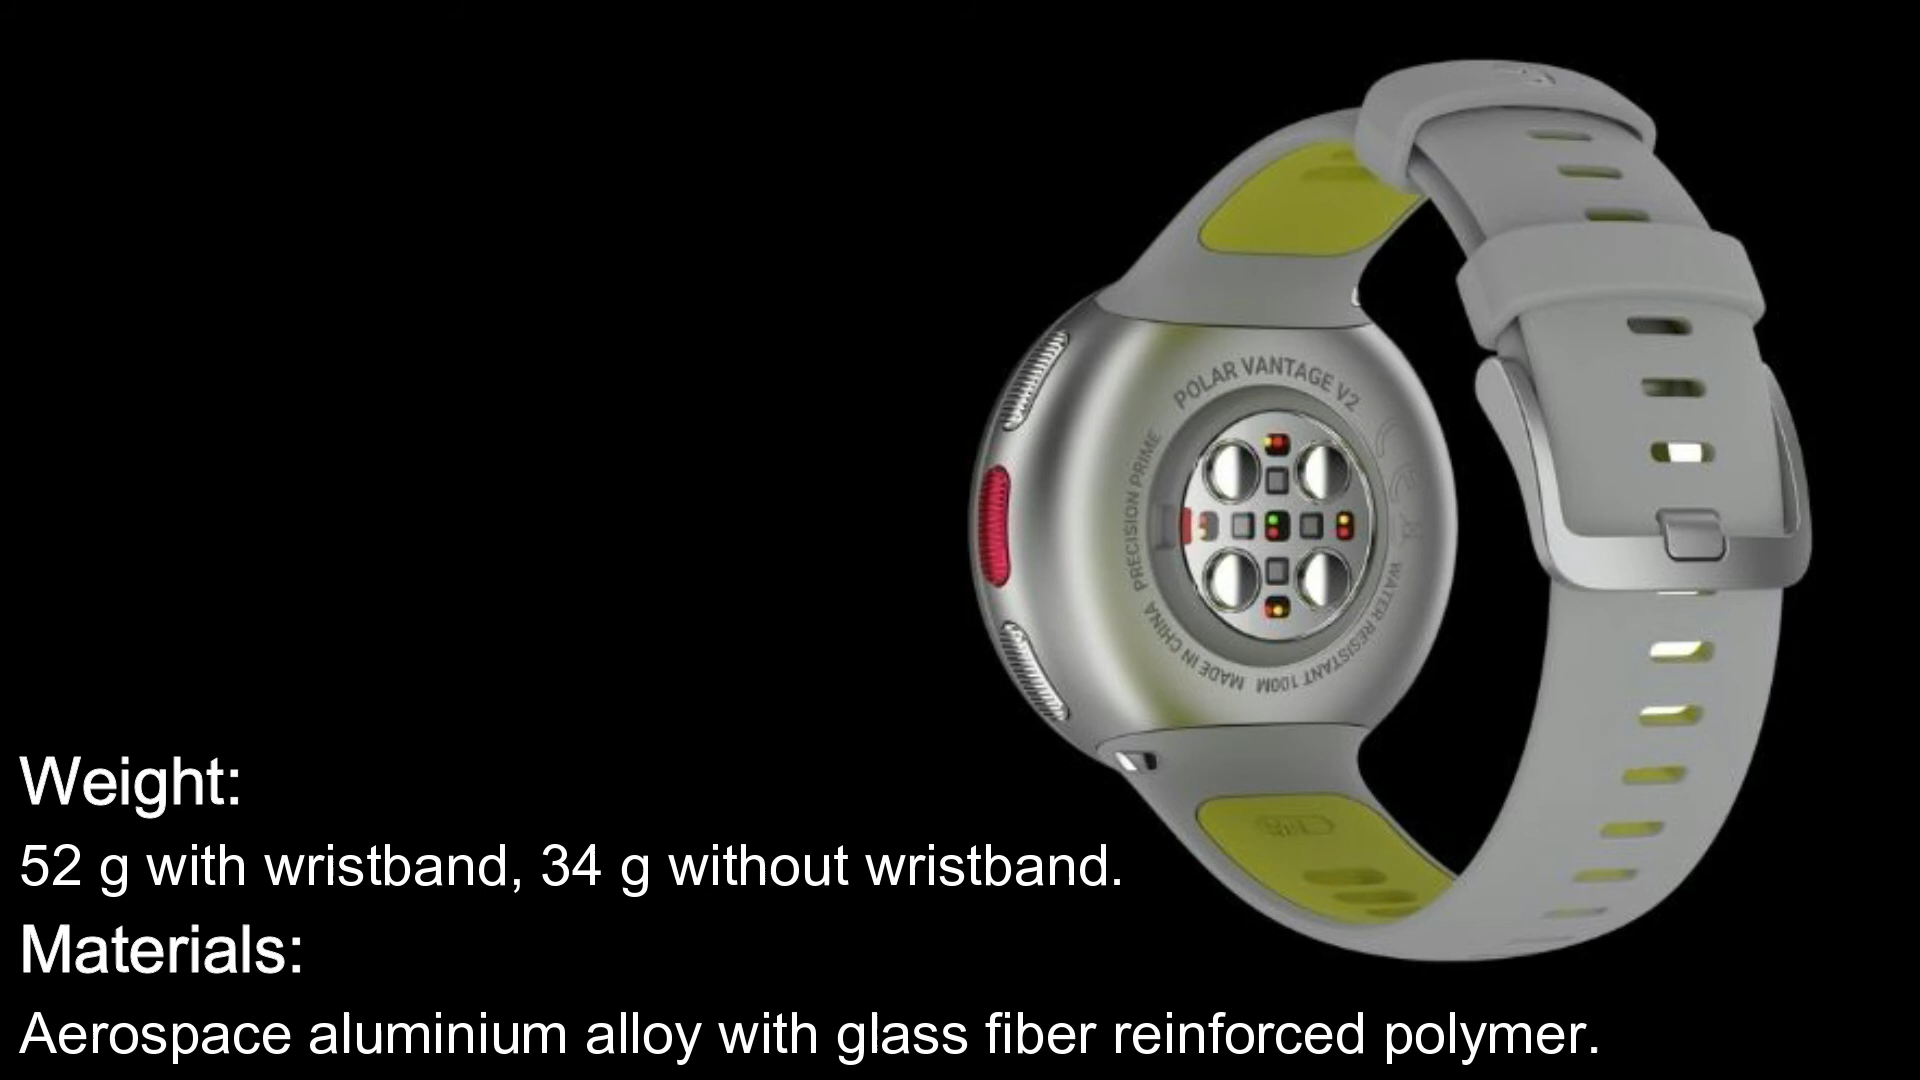 POLAR VANTAGE V2
PRECISION PRIME
WATER RESISTANT 100M
MADE IN CHINA
Weight:
52 g with wristband, 34 g without wristband.
Materials:
Aerospace aluminium alloy with glass fiber reinforced polymer.